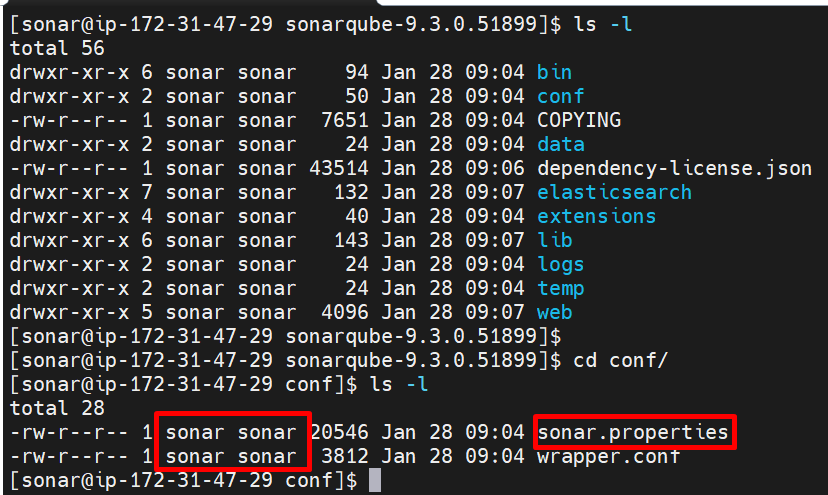 [sonar@ip-172-31-47-29 sonarqube-9.3.0.51899]$ ls -l
total 56
drwxr-xr-x 6 sonar sonar    94 Jan 28 09:04 bin
drwxr-xr-x 2 sonar sonar    50 Jan 28 09:04 conf
-rw-r--r-- 1 sonar sonar  7651 Jan 28 09:04 COPYING
drwxr-xr-x 2 sonar sonar    24 Jan 28 09:04 data
-rw-r--r-- 1 sonar sonar 43514 Jan 28 09:06 dependency-license.json
drwxr-xr-x 7 sonar sonar   132 Jan 28 09:07 elasticsearch
drwxr-xr-x 4 sonar sonar    40 Jan 28 09:04 extensions
drwxr-xr-x 6 sonar sonar   143 Jan 28 09:07 lib
drwxr-xr-x 2 sonar sonar    24 Jan 28 09:04 logs
drwxr-xr-x 2 sonar sonar    24 Jan 28 09:04 temp
drwxr-xr-x 5 sonar sonar  4096 Jan 28 09:07 web
[sonar@ip-172-31-47-29 sonarqube-9.3.0.51899]$
[sonar@ip-172-31-47-29 sonarqube-9.3.0.51899]$ cd conf/
[sonar@ip-172-31-47-29 conf]$ ls -l
total 28
-rw-r--r-- 1 sonar sonar 20546 Jan 28 09:04 sonar.properties
-rw-r--r-- 1 sonar sonar  3812 Jan 28 09:04 wrapper.conf
[sonar@ip-172-31-47-29 conf]$